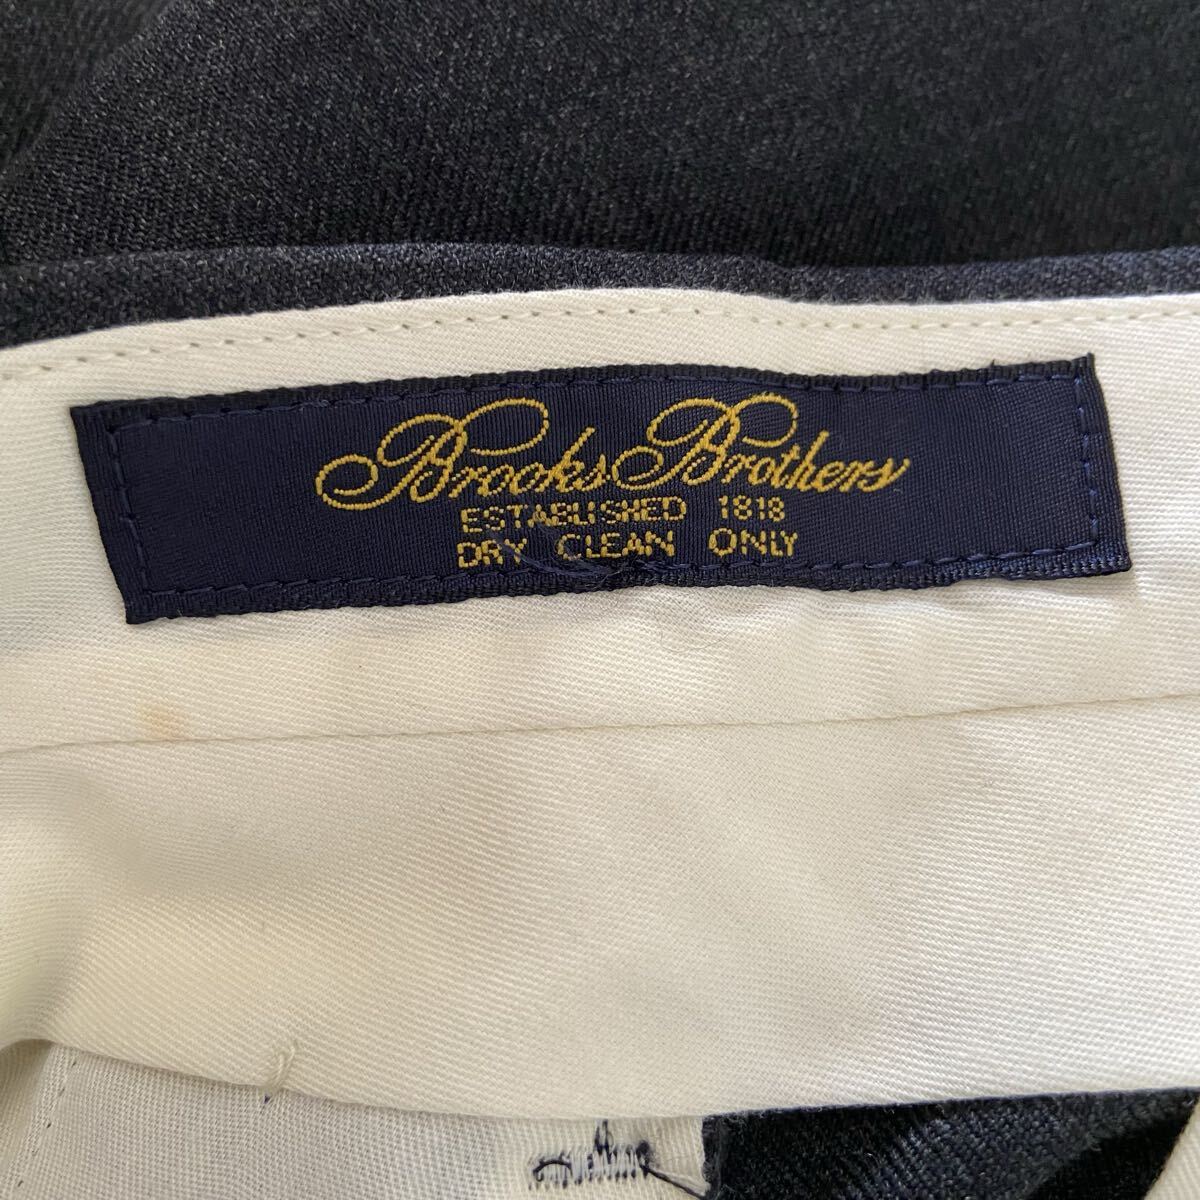 Brooks Brothers
ESTABLISHED 1818
DRY CLEAN ONLY